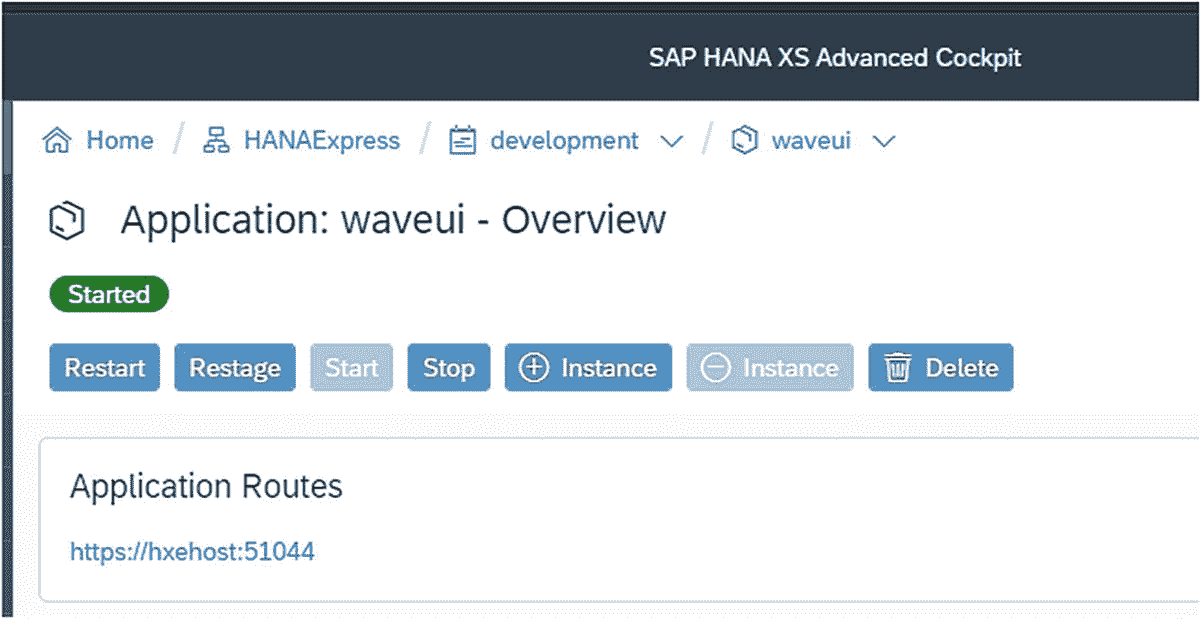 SAP HANA XS Advanced Cockpit
Home / HANAExpress / development / waveui
Application: waveui - Overview
Started
Restart Restage Start Stop Instance Instance Delete
Application Routes
https://hxehost:51044